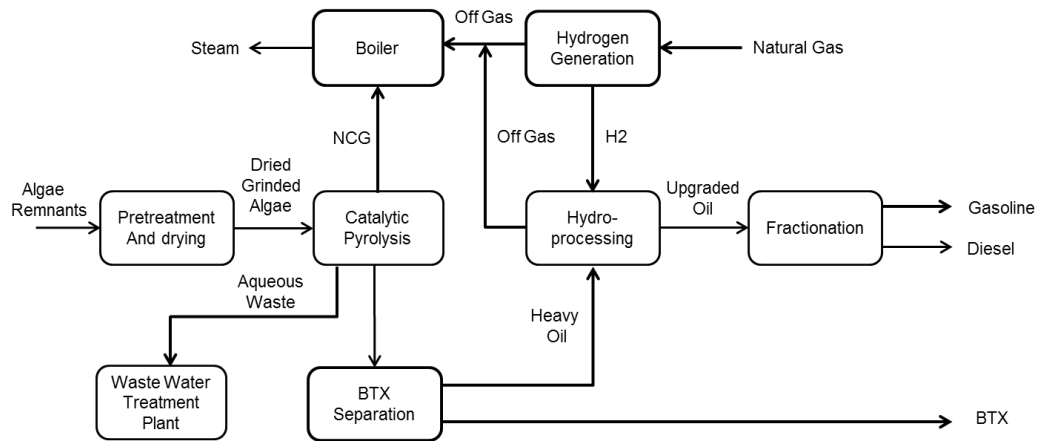 Off Gas
Steam
Boiler
Hydrogen
Generation
Natural Gas
NCG
Off Gas
H2
Algae
Remnants
Pretreatment
And drying
Dried
Grinded
Algae
Catalytic
Pyrolysis
Hydro-
processing
Upgraded
Oil
Fractionation
Gasoline
Diesel
Aqueous
Waste
Heavy
Oil
Waste Water
Treatment
Plant
BTX
Separation
BTX